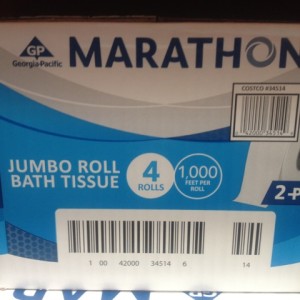 GP
Georgia-Pacific
MARATHON
COSTCO #34514
JUMBO ROLL
BATH TISSUE
4
ROLLS
1,000
FEET PER
ROLL
2-P
1 00 42000 34514 6 14